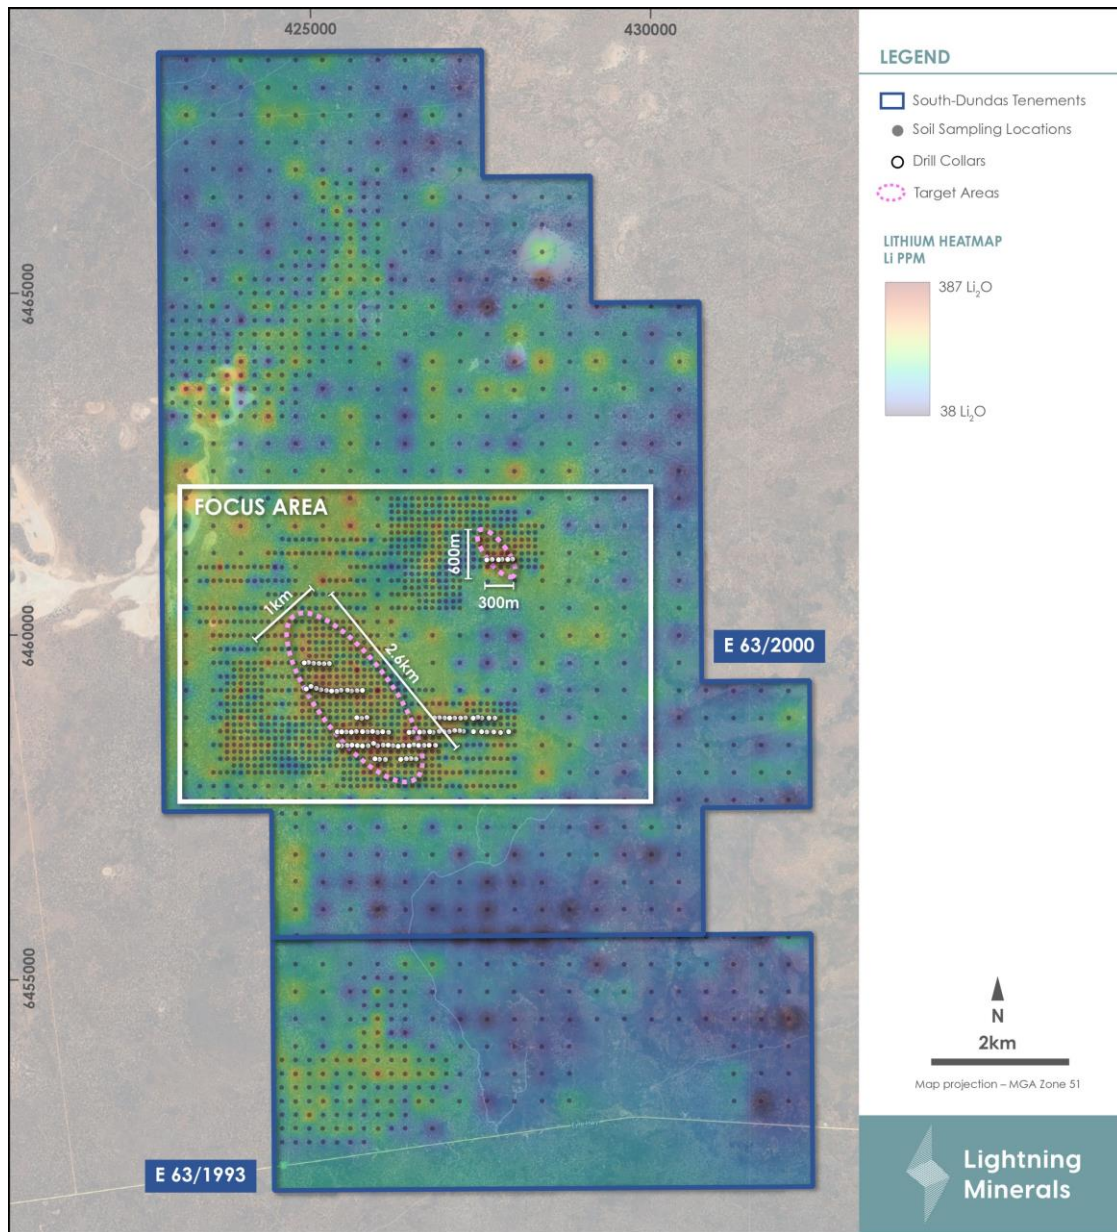 425000
430000
6465000
6460000
6455000
FOCUS AREA
600m
300m
1km
2.6km
E 63/2000
E 63/1993
LEGEND
South-Dundas Tenements
Soil Sampling Locations
Drill Collars
Target Areas
LITHIUM HEATMAP
Li PPM
387 Li₂O
38 Li₂O
N
2km
Map projection – MGA Zone 51
Lightning
Minerals